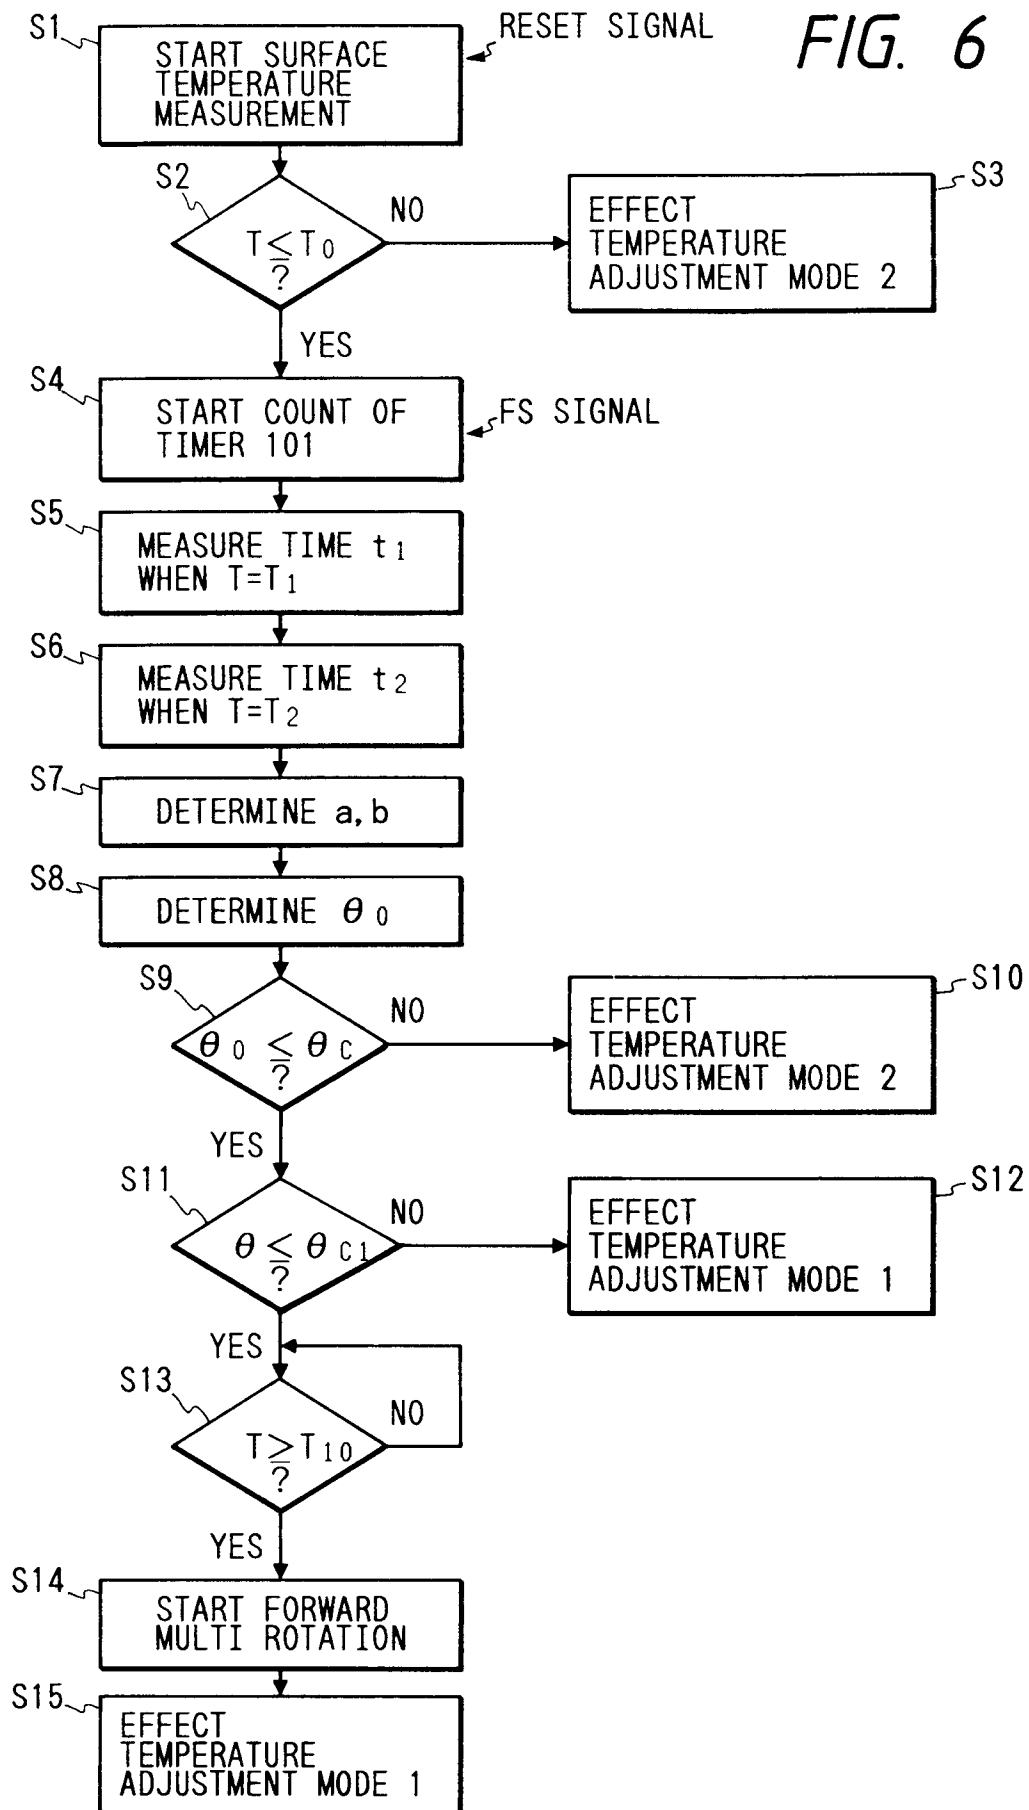 FIG. 6
S1
START SURFACE
TEMPERATURE
MEASUREMENT
RESET SIGNAL
S2
T≦T0
?
NO
YES
S3
EFFECT
TEMPERATURE
ADJUSTMENT MODE 2
S4
START COUNT OF
TIMER 101
FS SIGNAL
S5
MEASURE TIME t1
WHEN T=T1
S6
MEASURE TIME t2
WHEN T=T2
S7
DETERMINE a,b
S8
DETERMINE θ0
S9
θ0 ≦ θC
?
NO
YES
S10
EFFECT
TEMPERATURE
ADJUSTMENT MODE 2
S11
θ ≦ θC1
?
NO
YES
S12
EFFECT
TEMPERATURE
ADJUSTMENT MODE 1
S13
T≧T10
?
NO
YES
S14
START FORWARD
MULTI ROTATION
S15
EFFECT
TEMPERATURE
ADJUSTMENT MODE 1